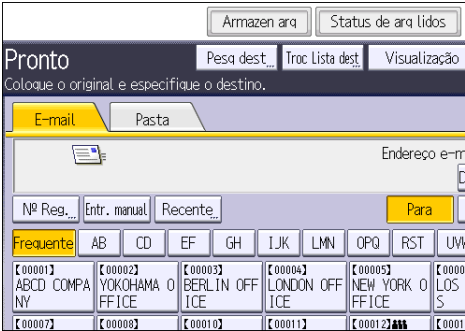 Armazen arq Status de arq lidos
Pronto Pesq dest... Troc Lista dest Visualização
Coloque o original e especifique o destino.
E-mail Pasta
Endereço e-m
Nº Reg... Entr. manual Recente... Para
Frequente AB CD EF GH IJK LMN OPQ RST UVW
[00001] [00002] [00003] [00004] [00005] [0000
ABCD COMPA YOKOHAMA O BERLIN OFF LONDON OFF NEW YORK O LOS
NY FFICE ICE ICE FFICE S
[00007] [00008] [00010] [00011] [00012] [0001